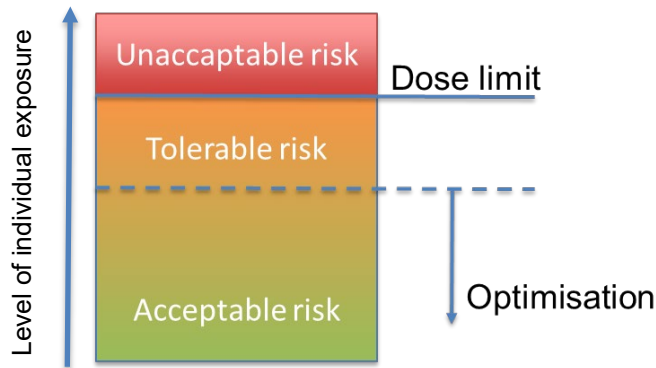 Level of individual exposure
Unaccaptable risk
Dose limit
Tolerable risk
Acceptable risk
Optimisation